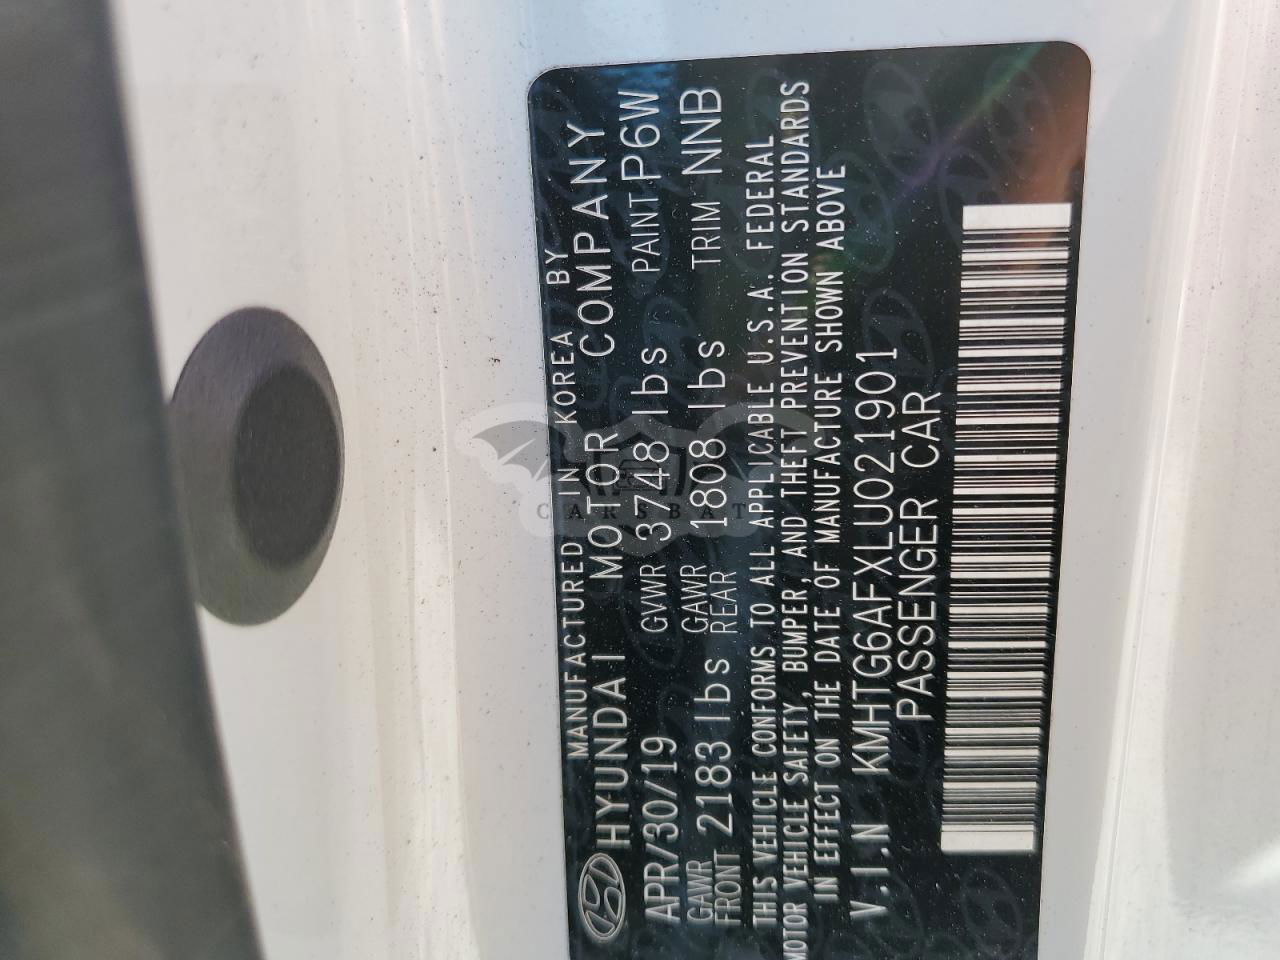 MANUFACTURED IN KOREA BY
HYUNDAI MOTOR COMPANY
APR/30/19 GVWR 3748 lbs PAINT P6W
GAWR FRONT 2183 lbs GAWR REAR 1808 lbs TRIM NNB
THIS VEHICLE CONFORMS TO ALL APPLICABLE U.S.A. FEDERAL
MOTOR VEHICLE SAFETY, BUMPER, AND THEFT PREVENTION STANDARDS
IN EFFECT ON THE DATE OF MANUFACTURE SHOWN ABOVE
V.I.N KMHTG6AFXLU021901
PASSENGER CAR
CARSBAT